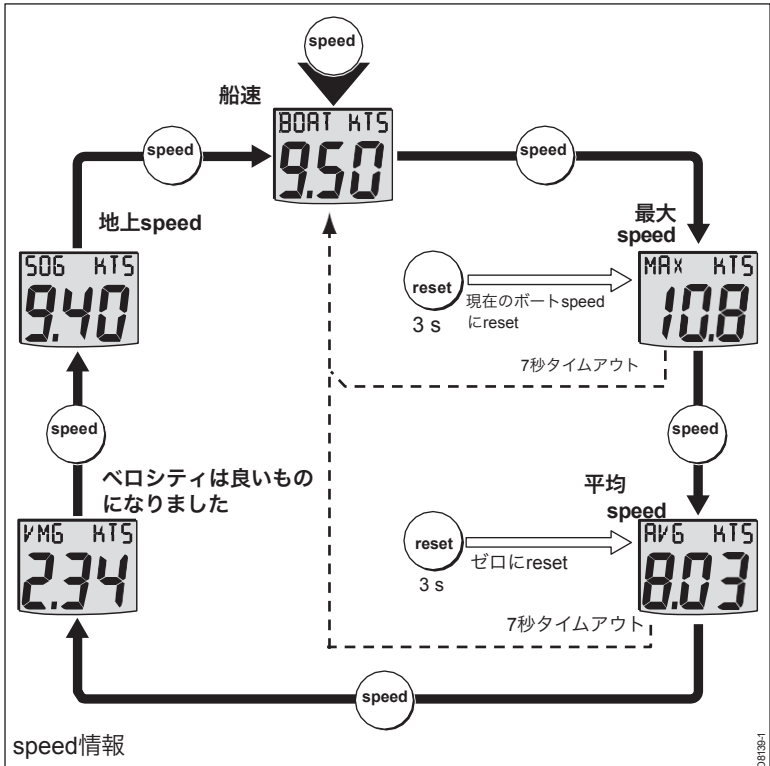 speed
船速
BOAT KTS
9.50
speed
speed
地上speed
SOG KTS
9.40
最大
speed
MAX KTS
10.8
reset
3 s
現在のボートspeed
にreset
7秒タイムアウト
speed
speed
ベロシティは良いもの
になりました
VMG KTS
2.34
平均
speed
AVG KTS
8.03
reset
3 s
ゼロにreset
7秒タイムアウト
speed
speed情報
D8139-1